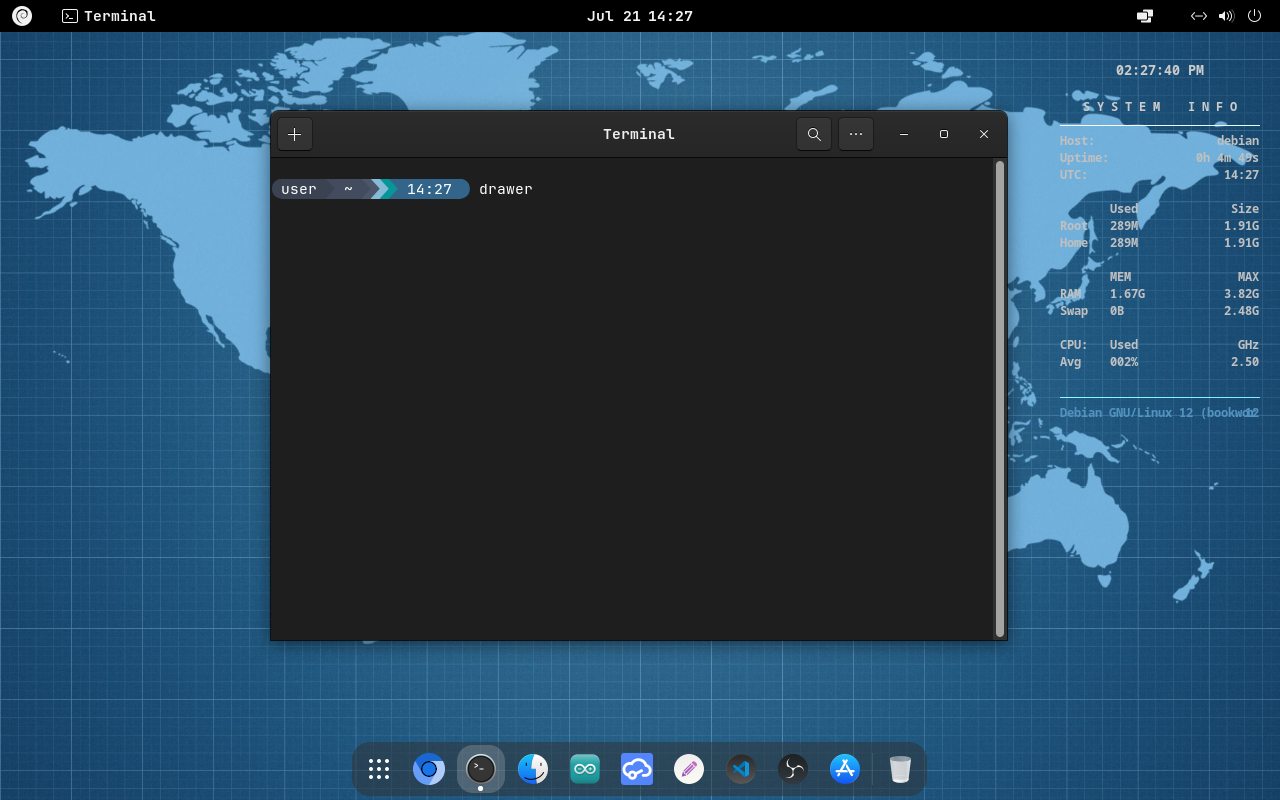 Terminal
Jul 21 14:27
Terminal
user ~ 14:27 drawer
02:27:40 PM
SYSTEM INFO
Host: debian
Uptime: 0h 4m 49s
UTC: 14:27
Used Size
Root 289M 1.91G
Home 289M 1.91G
MEM MAX
RAM 1.67G 3.82G
Swap 0B 2.48G
CPU: Used GHz
Avg 002% 2.50
Debian GNU/Linux 12